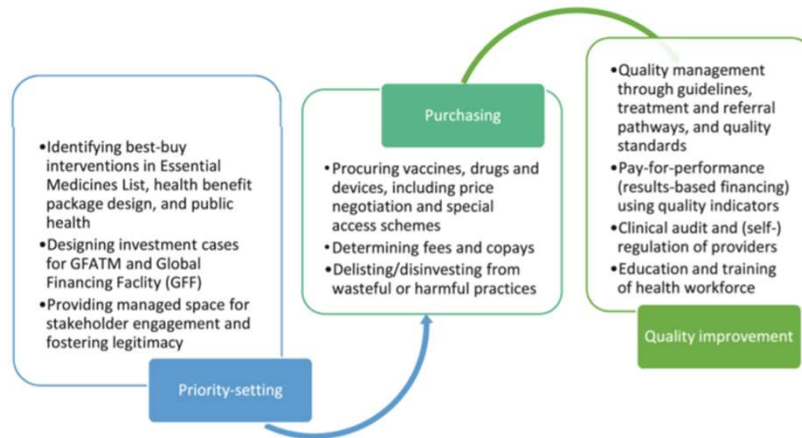 •Identifying best-buy
interventions in Essential
Medicines List, health benefit
package design, and public
health
•Designing investment cases
for GFATM and Global
Financing Faclity (GFF)
•Providing managed space for
stakeholder engagement and
fostering legitimacy
Priority-setting
Purchasing
•Procuring vaccines, drugs and
devices, including price
negotiation and special
access schemes
•Determining fees and copays
•Delisting/disinvesting from
wasteful or harmful practices
•Quality management
through guidelines,
treatment and referral
pathways, and quality
standards
•Pay-for-performance
(results-based financing)
using quality indicators
•Clinical audit and (self-)
regulation of providers
•Education and training
of health workforce
Quality improvement